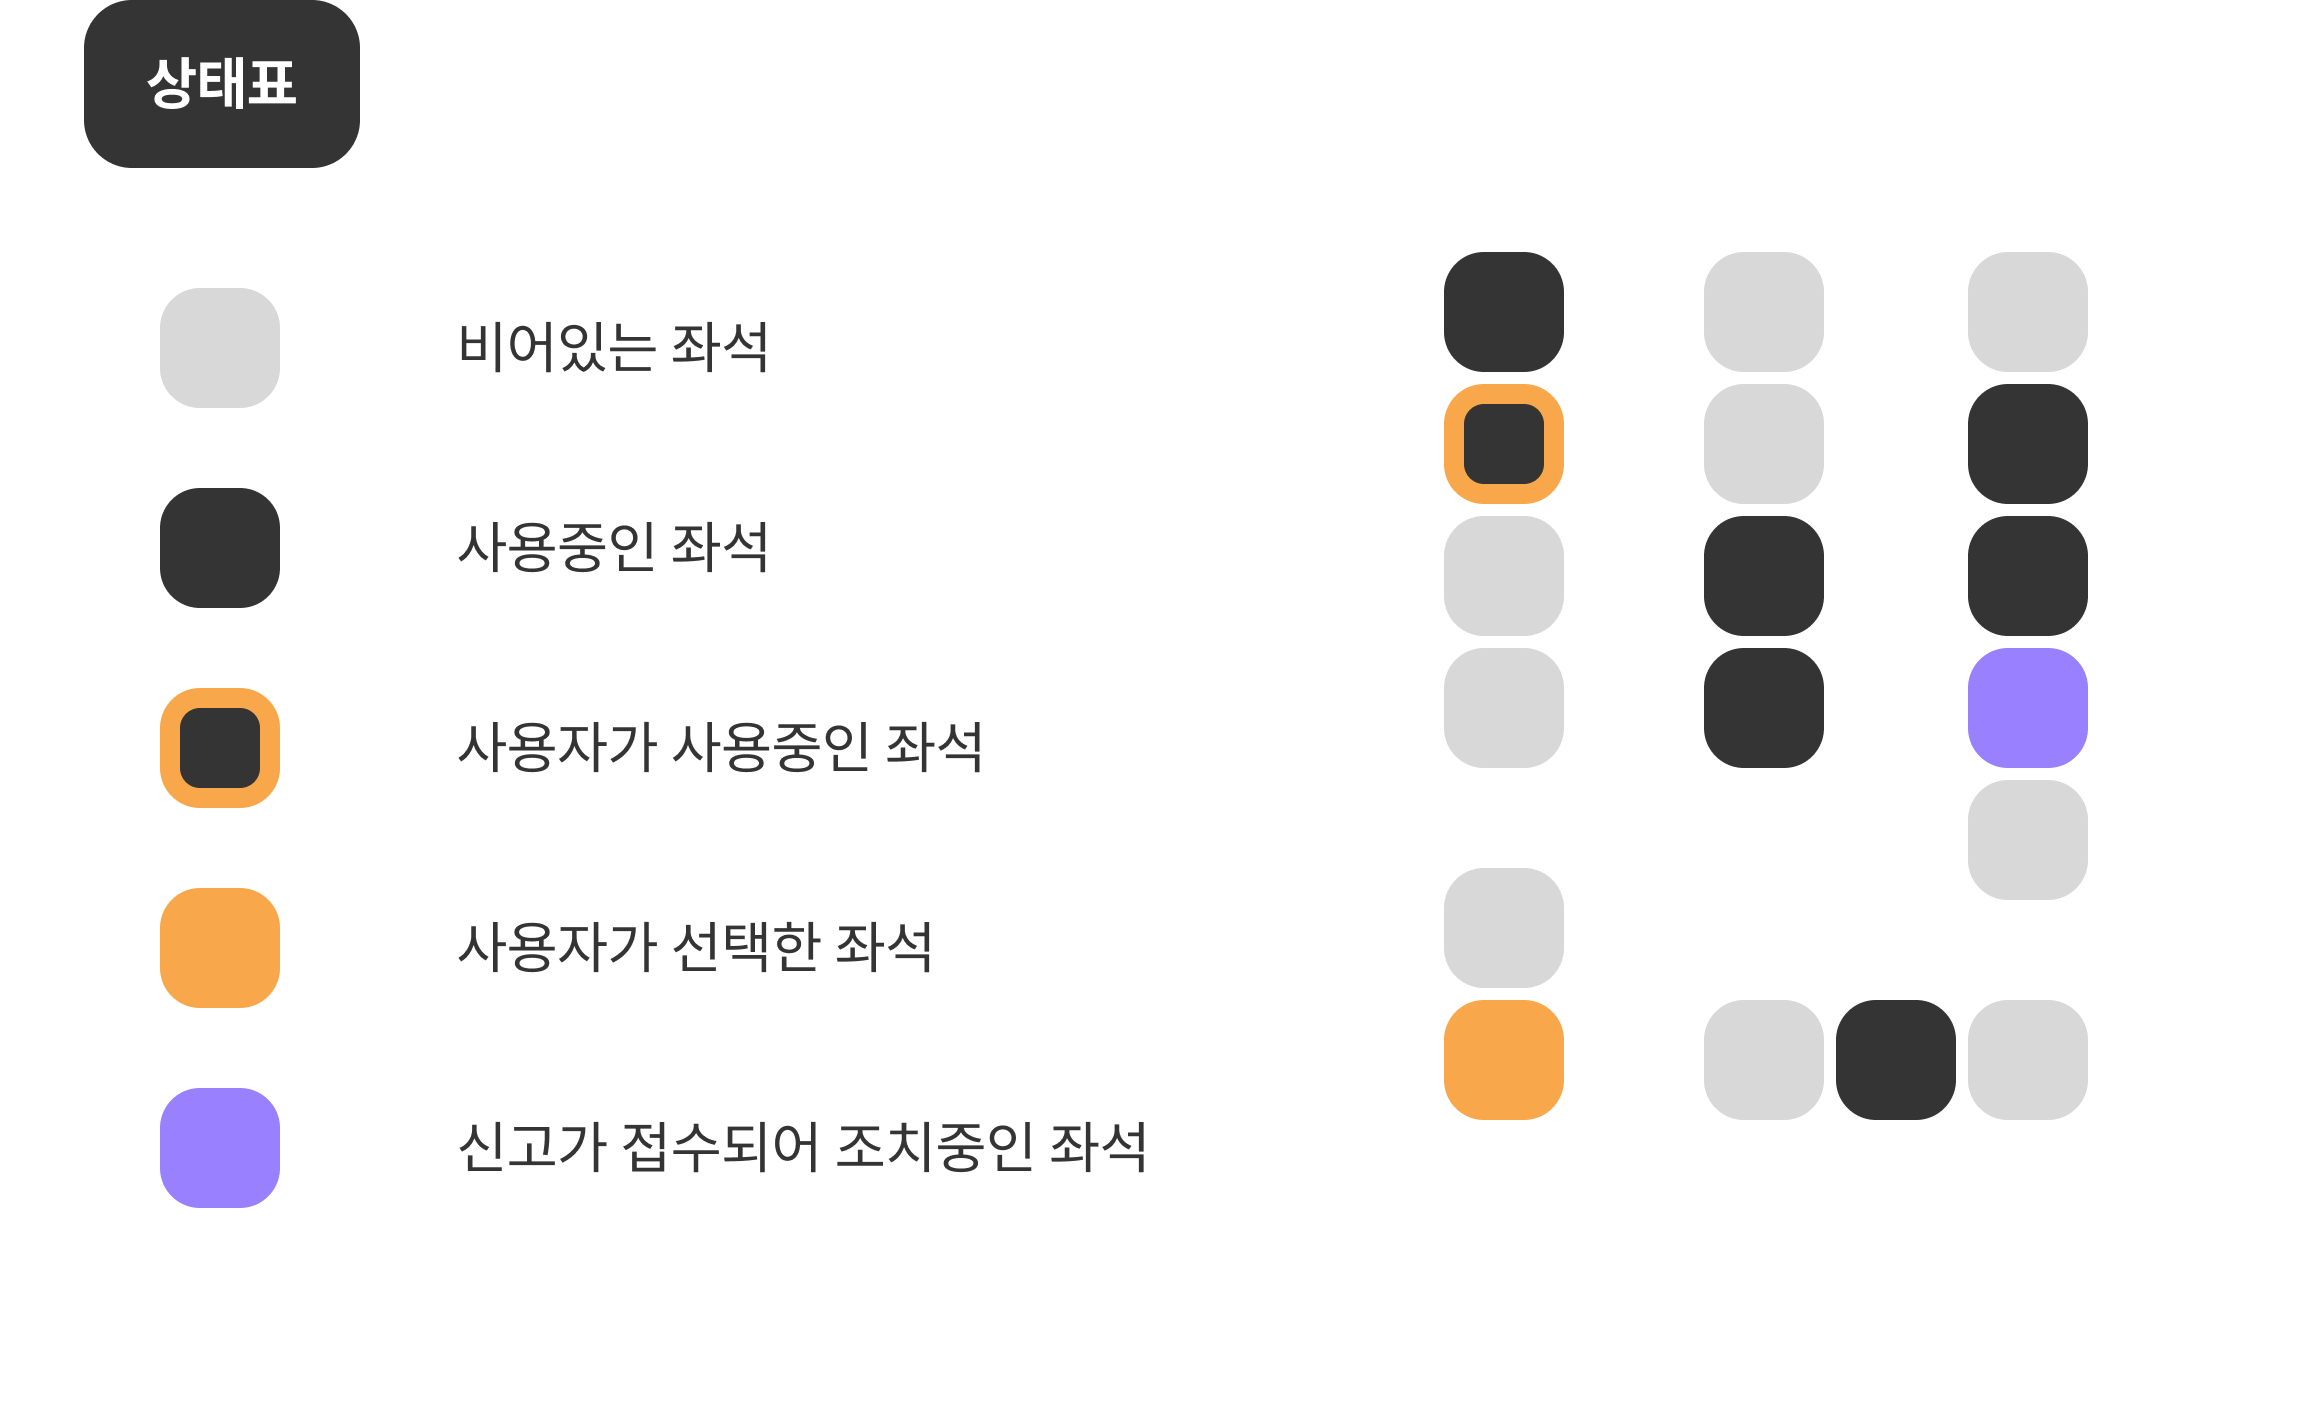 상태표
비어있는 좌석
사용중인 좌석
사용자가 사용중인 좌석
사용자가 선택한 좌석
신고가 접수되어 조치중인 좌석